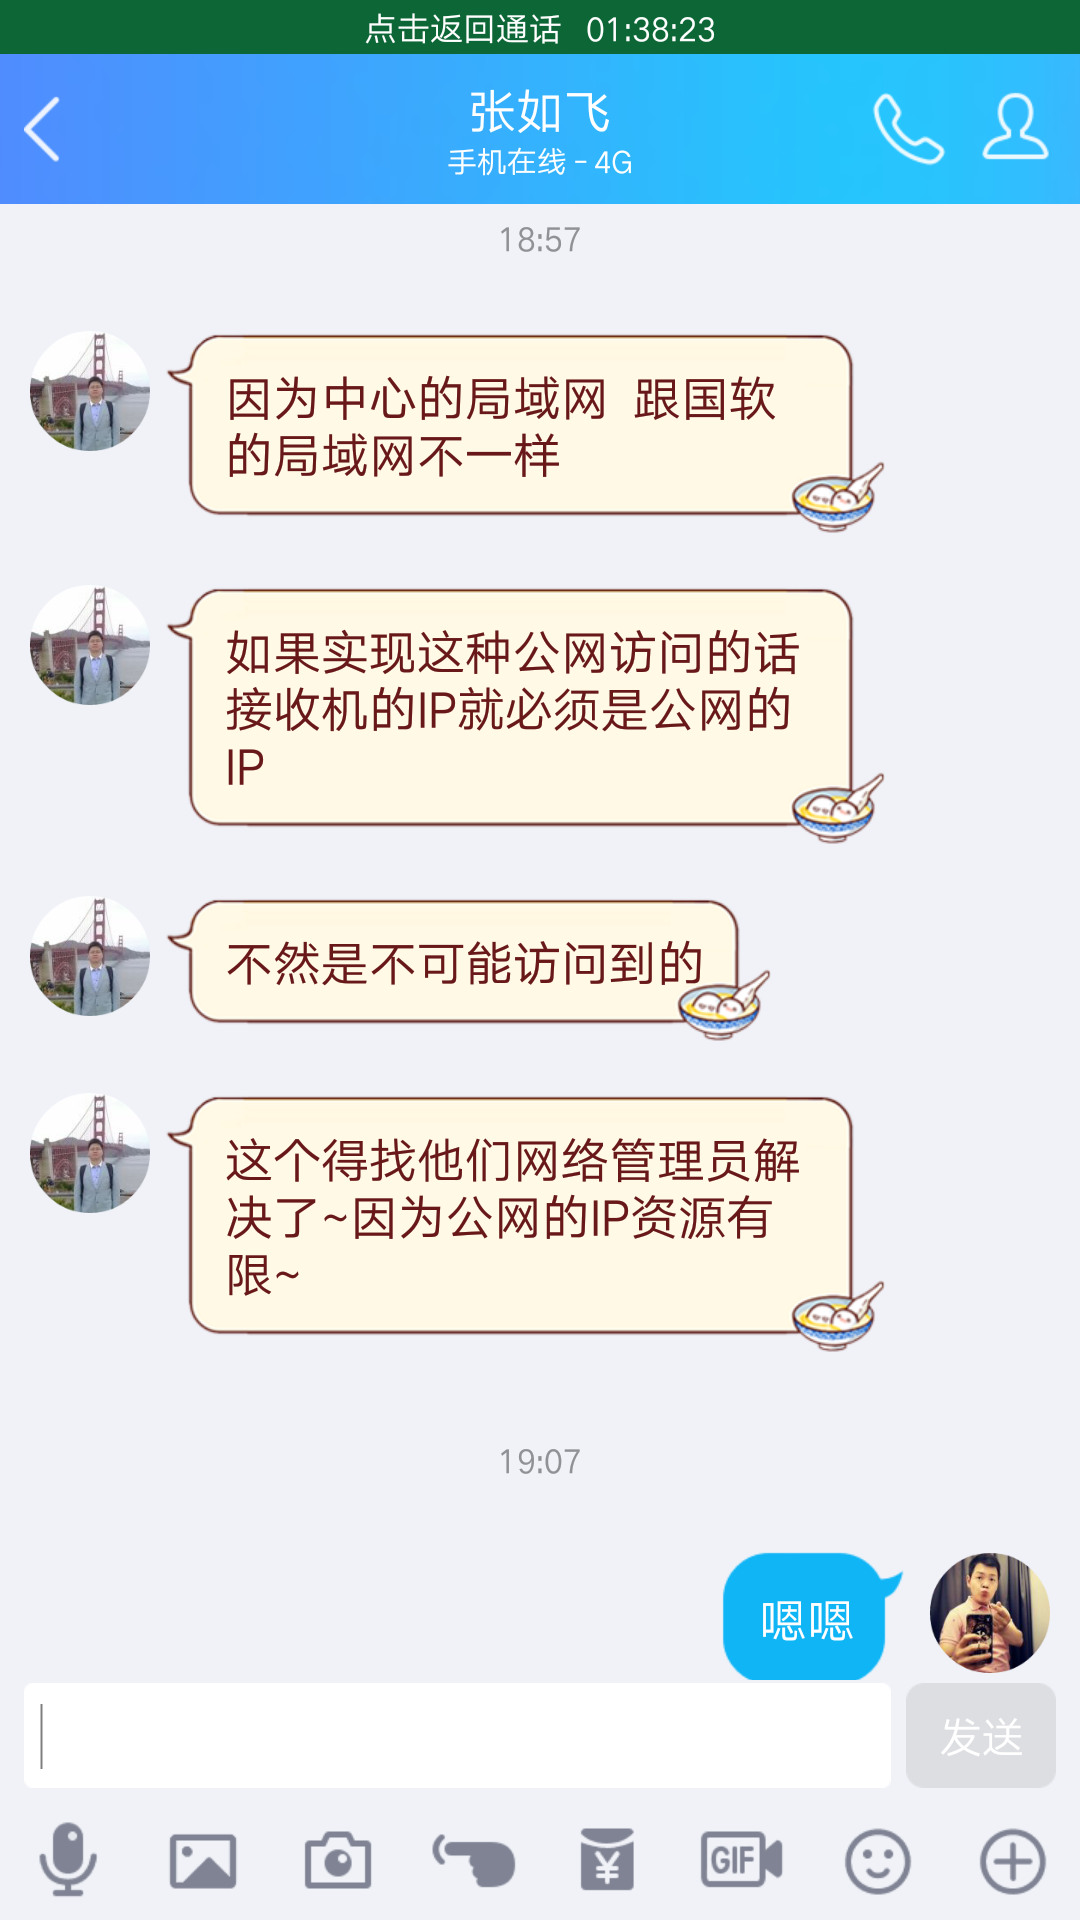 点击返回通话 01:38:23
张如飞
手机在线 - 4G
18:57
因为中心的局域网 跟国软
的局域网不一样
如果实现这种公网访问的话
接收机的IP就必须是公网的
IP
不然是不可能访问到的
这个得找他们网络管理员解
决了~因为公网的IP资源有
限~
19:07
嗯嗯
发送
¥
GIF